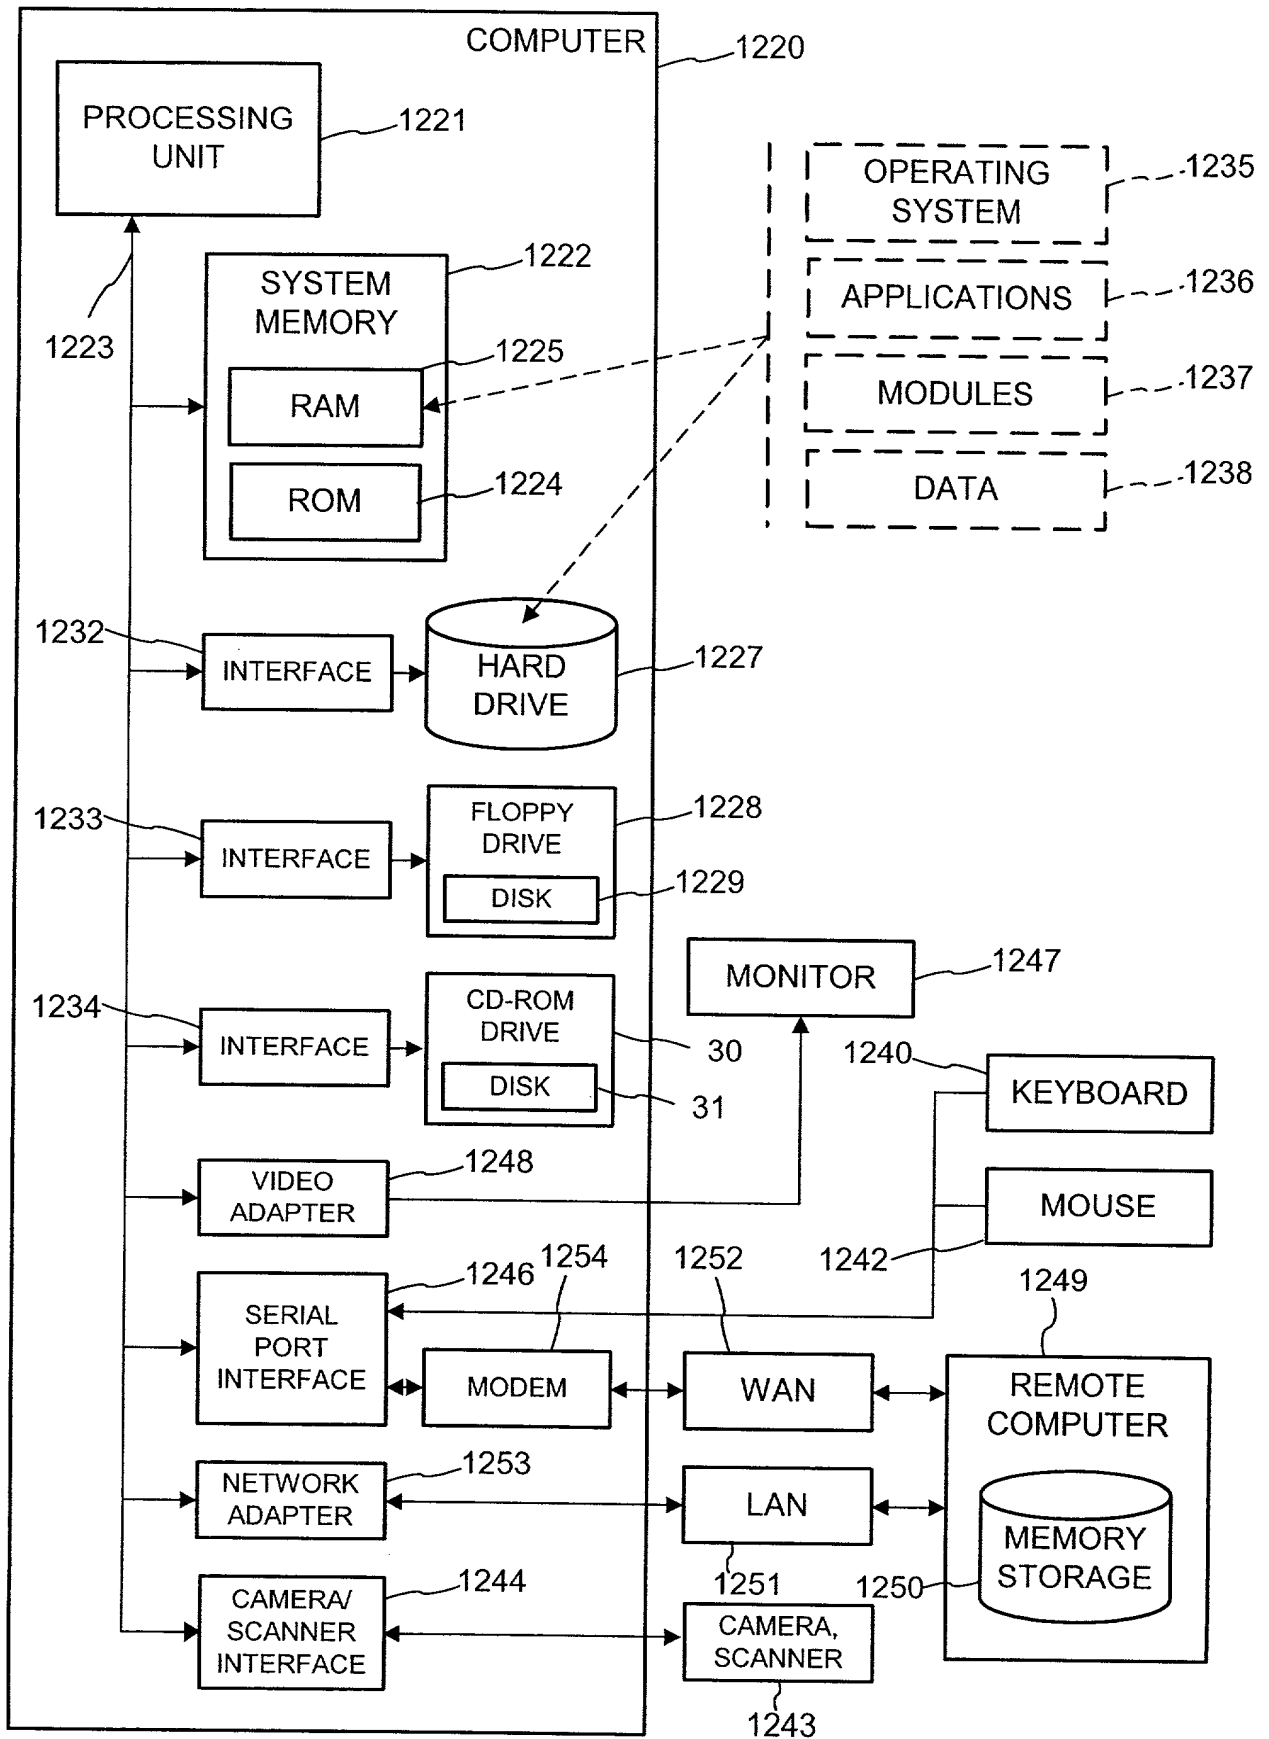 COMPUTER
1220
PROCESSING
UNIT
1221
OPERATING
SYSTEM
1235
1222
SYSTEM
MEMORY
APPLICATIONS
1236
1223
1225
RAM
MODULES
1237
1224
ROM
DATA
1238
1232
INTERFACE
HARD
DRIVE
1227
1233
INTERFACE
FLOPPY
DRIVE
1228
DISK
1229
MONITOR
1247
1234
INTERFACE
CD-ROM
DRIVE
30
DISK
31
1240
KEYBOARD
1248
VIDEO
ADAPTER
MOUSE
1242
1246
1254
1252
1249
SERIAL
PORT
INTERFACE
MODEM
WAN
REMOTE
COMPUTER
1253
NETWORK
ADAPTER
LAN
1251
MEMORY
STORAGE
1250
1244
CAMERA/
SCANNER
INTERFACE
CAMERA,
SCANNER
1243